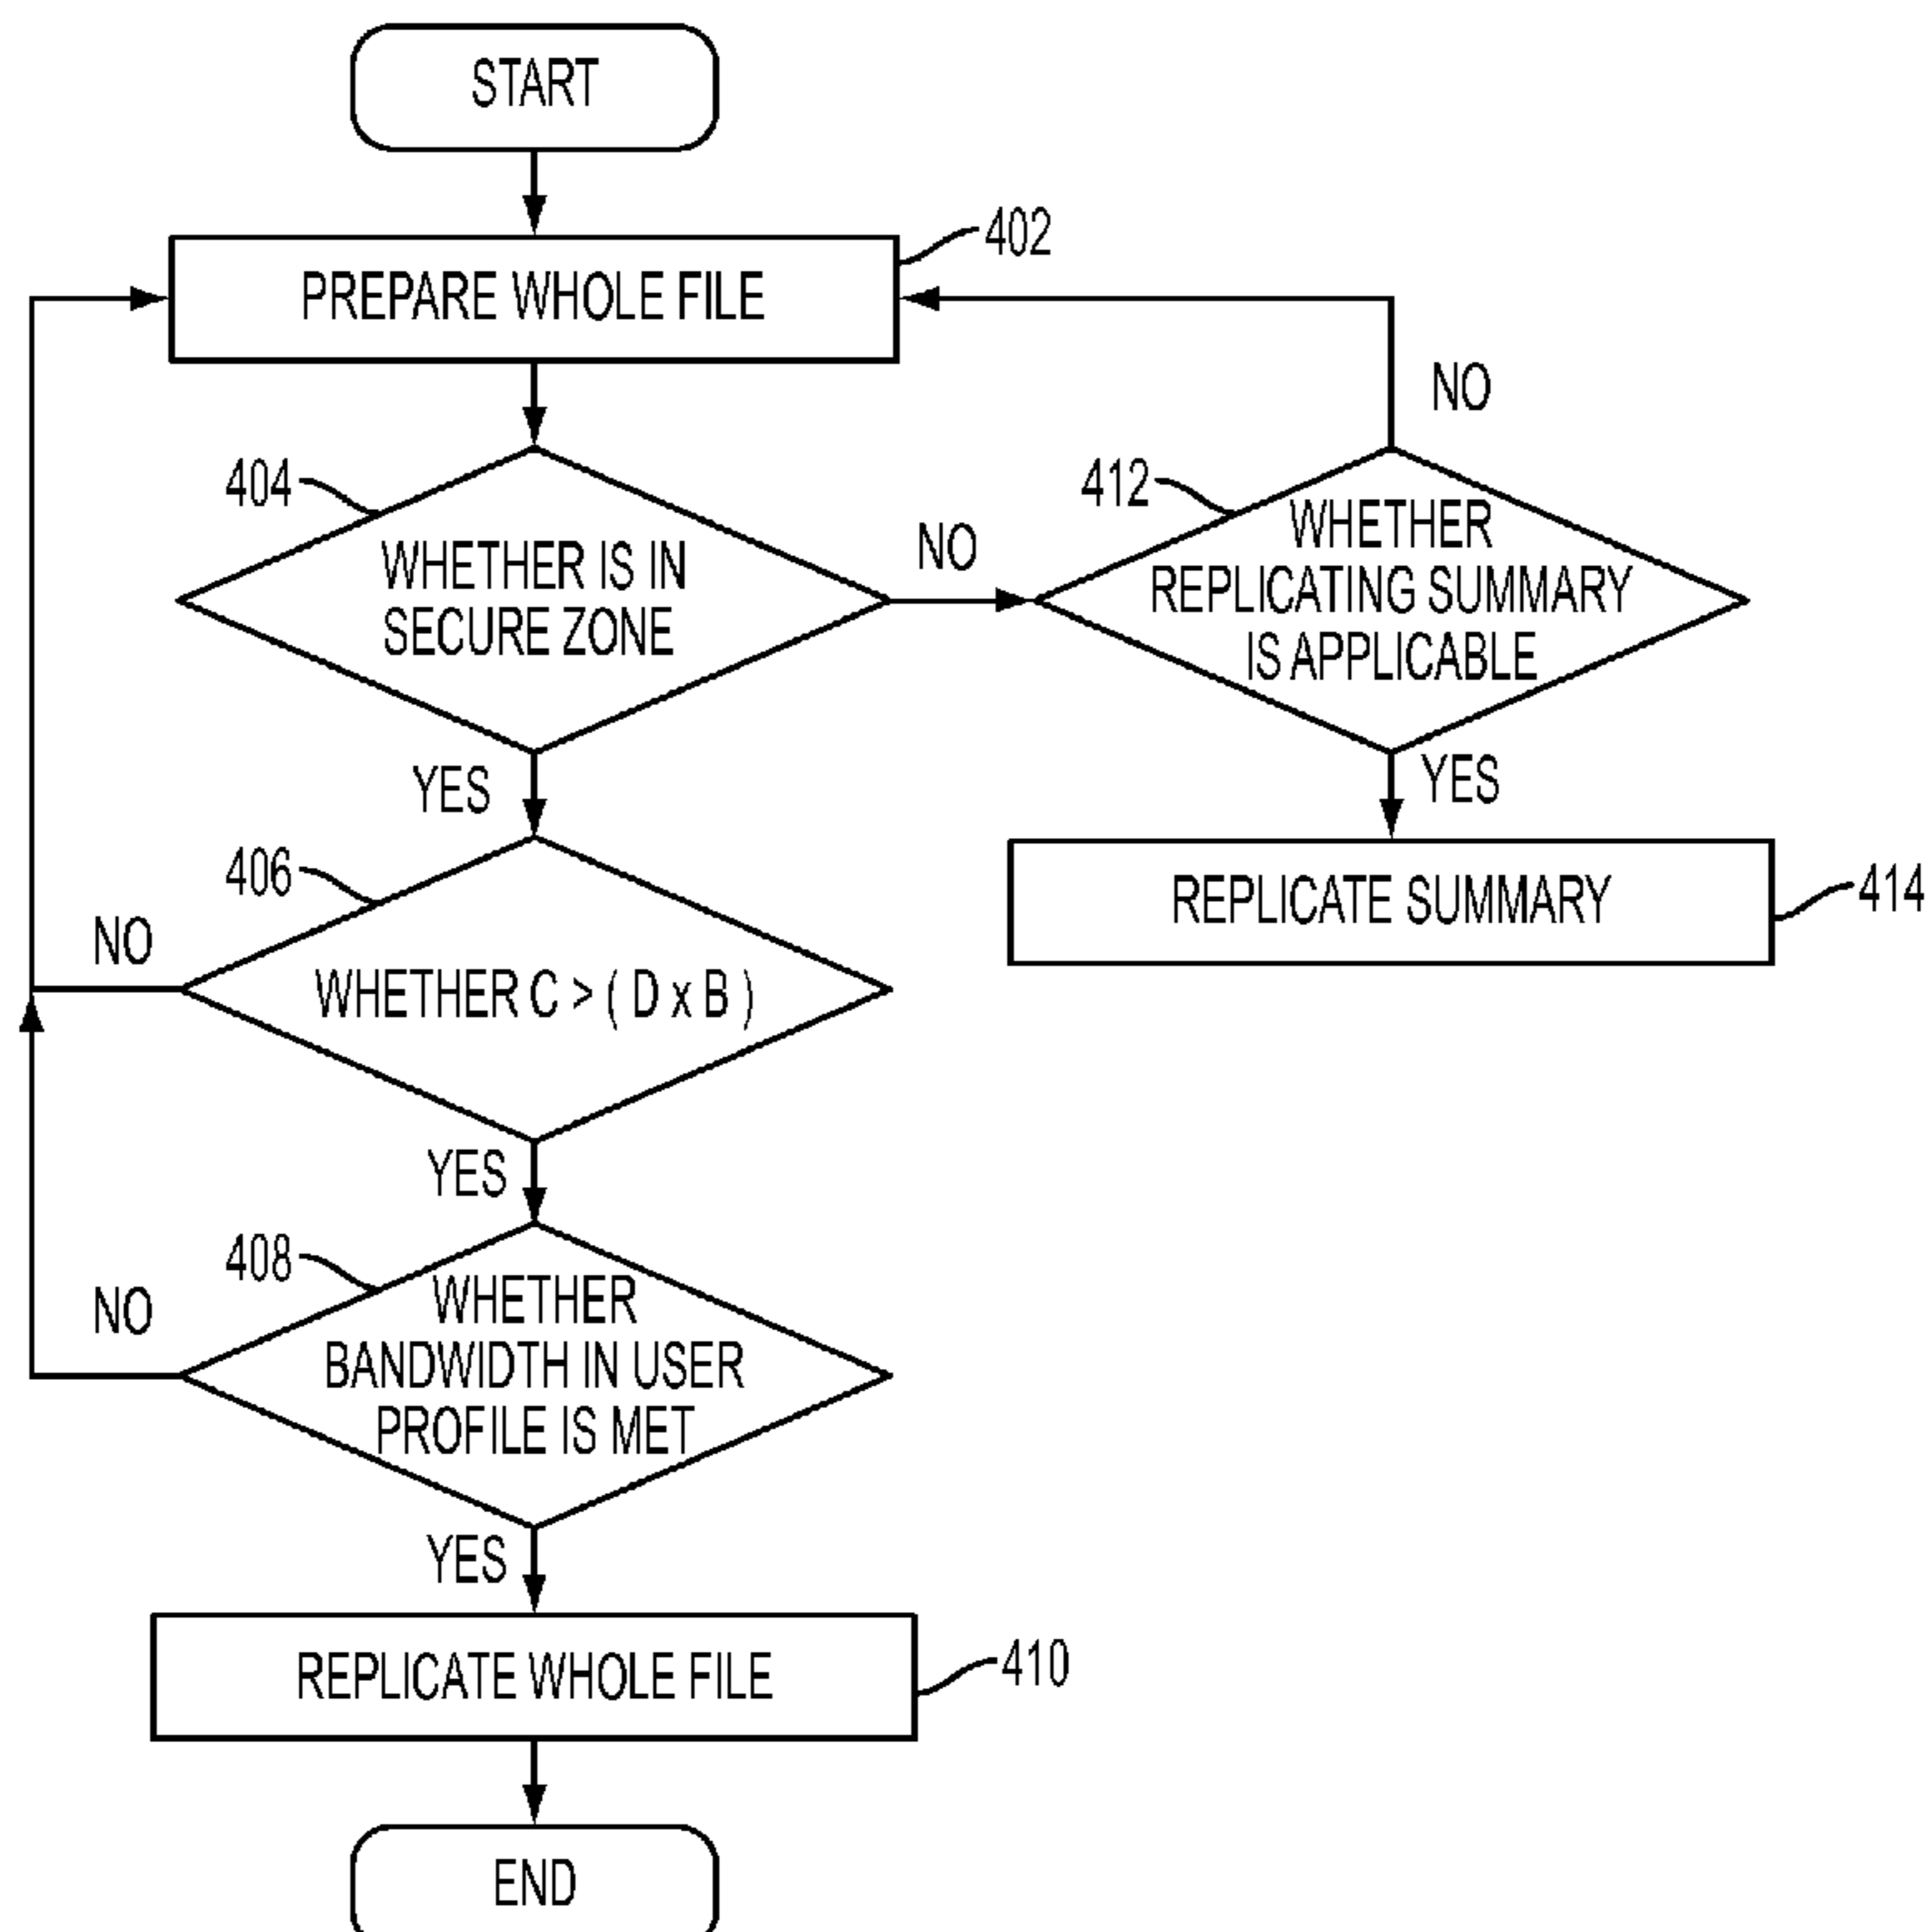 START
402
PREPARE WHOLE FILE
NO
404
WHETHER IS IN
SECURE ZONE
NO
412
WHETHER
REPLICATING SUMMARY
IS APPLICABLE
YES
YES
406
NO
WHETHER C > ( D x B )
REPLICATE SUMMARY
414
YES
408
NO
WHETHER
BANDWIDTH IN USER
PROFILE IS MET
YES
REPLICATE WHOLE FILE
410
END